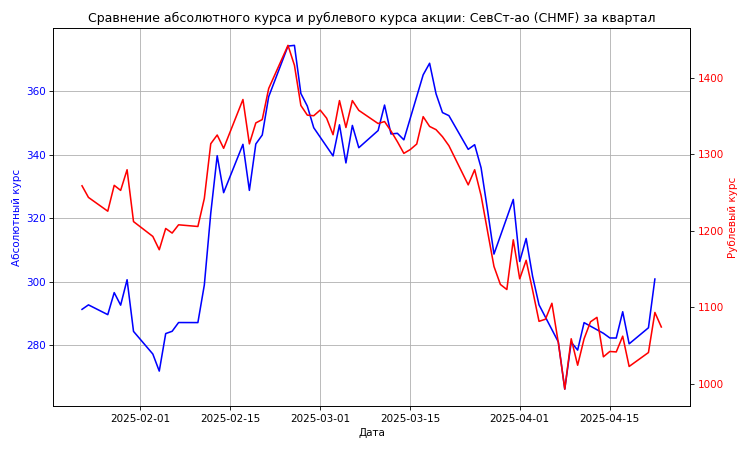 Сравнение абсолютного курса и рублевого курса акции: СевСт-ао (CHMF) за квартал
360
340
320
300
280
Абсолютный курс
1400
1300
1200
1100
1000
Рублевый курс
2025-02-01 2025-02-15 2025-03-01 2025-03-15 2025-04-01 2025-04-15
Дата